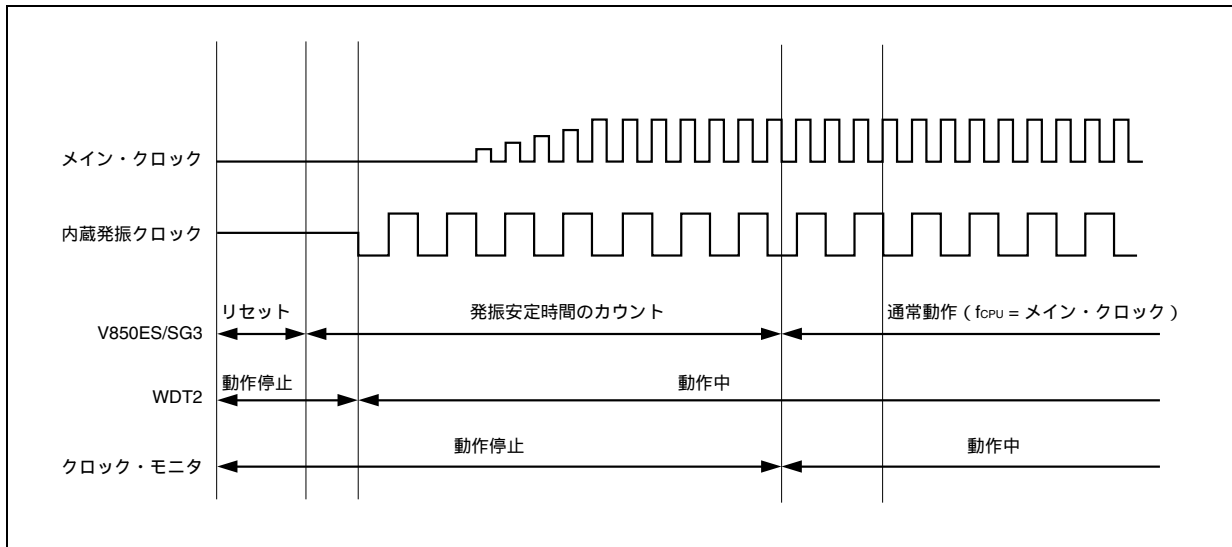 メイン・クロック
内蔵発振クロック
リセット
発振安定時間のカウント
通常動作（fCPU = メイン・クロック）
V850ES/SG3
動作停止
動作中
WDT2
動作停止
動作中
クロック・モニタ